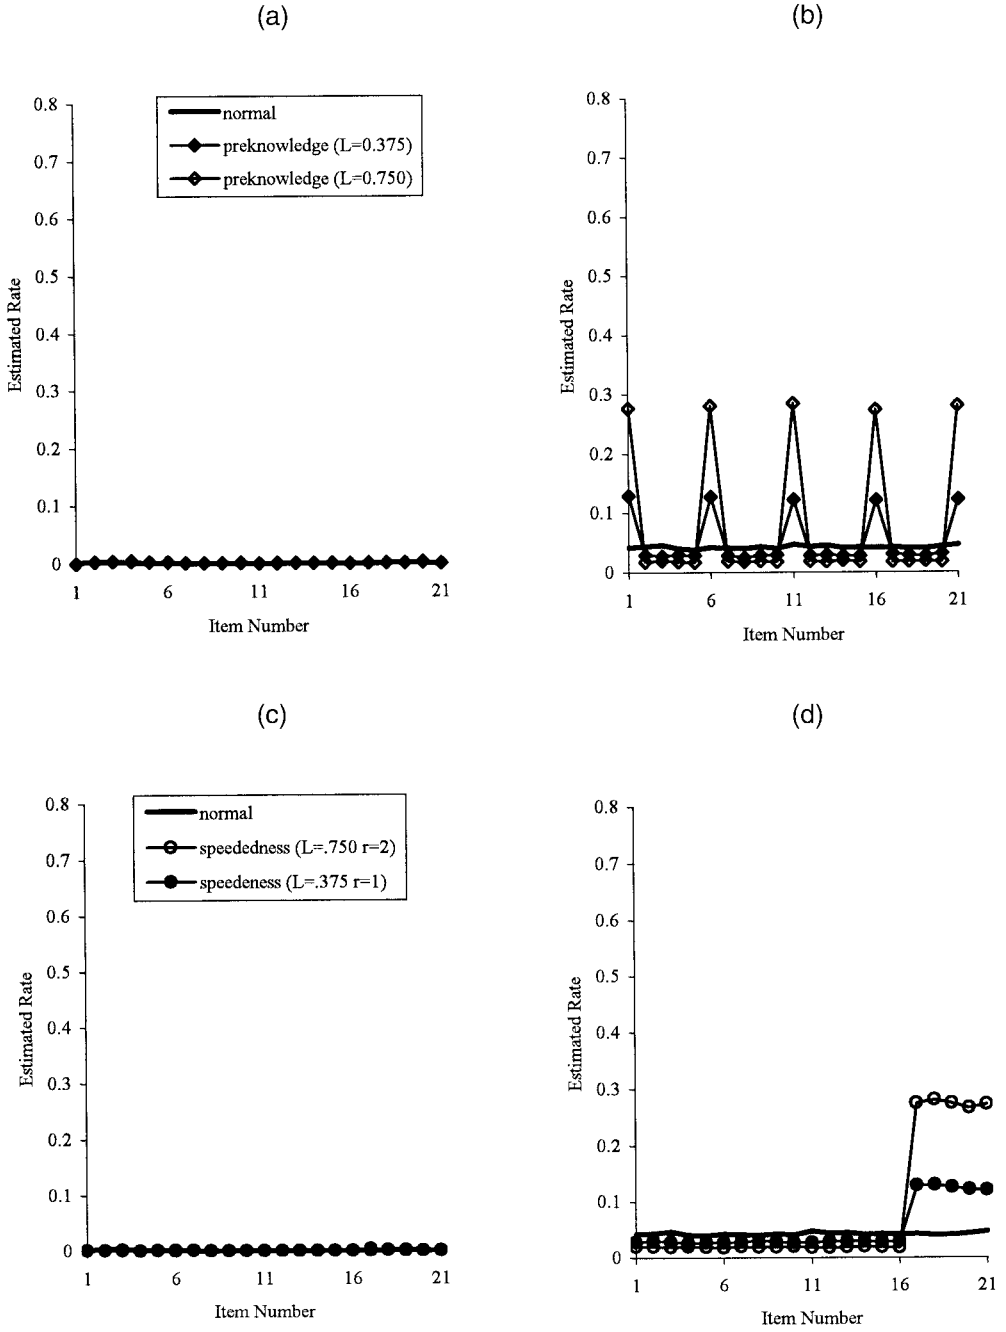 (a)
0.8
0.7
0.6
0.5
0.4
0.3
0.2
0.1
0
Estimated Rate
normal
preknowledge (L=0.375)
preknowledge (L=0.750)
1 6 11 16 21
Item Number
(b)
0.8
0.7
0.6
0.5
0.4
0.3
0.2
0.1
0
Estimated Rate
1 6 11 16 21
Item Number
(c)
0.8
0.7
0.6
0.5
0.4
0.3
0.2
0.1
0
Estimated Rate
normal
speededness (L=.750 r=2)
speedeness (L=.375 r=1)
1 6 11 16 21
Item Number
(d)
0.8
0.7
0.6
0.5
0.4
0.3
0.2
0.1
0
Estimated Rate
1 6 11 16 21
Item Number